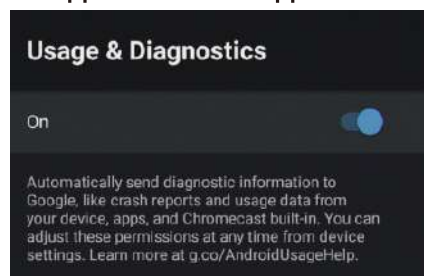 Usage & Diagnostics
On
Automatically send diagnostic information to
Google, like crash reports and usage data from
your device, apps, and Chromecast built-in. You can
adjust these permissions at any time from device
settings. Learn more at g.co/AndroidUsageHelp.